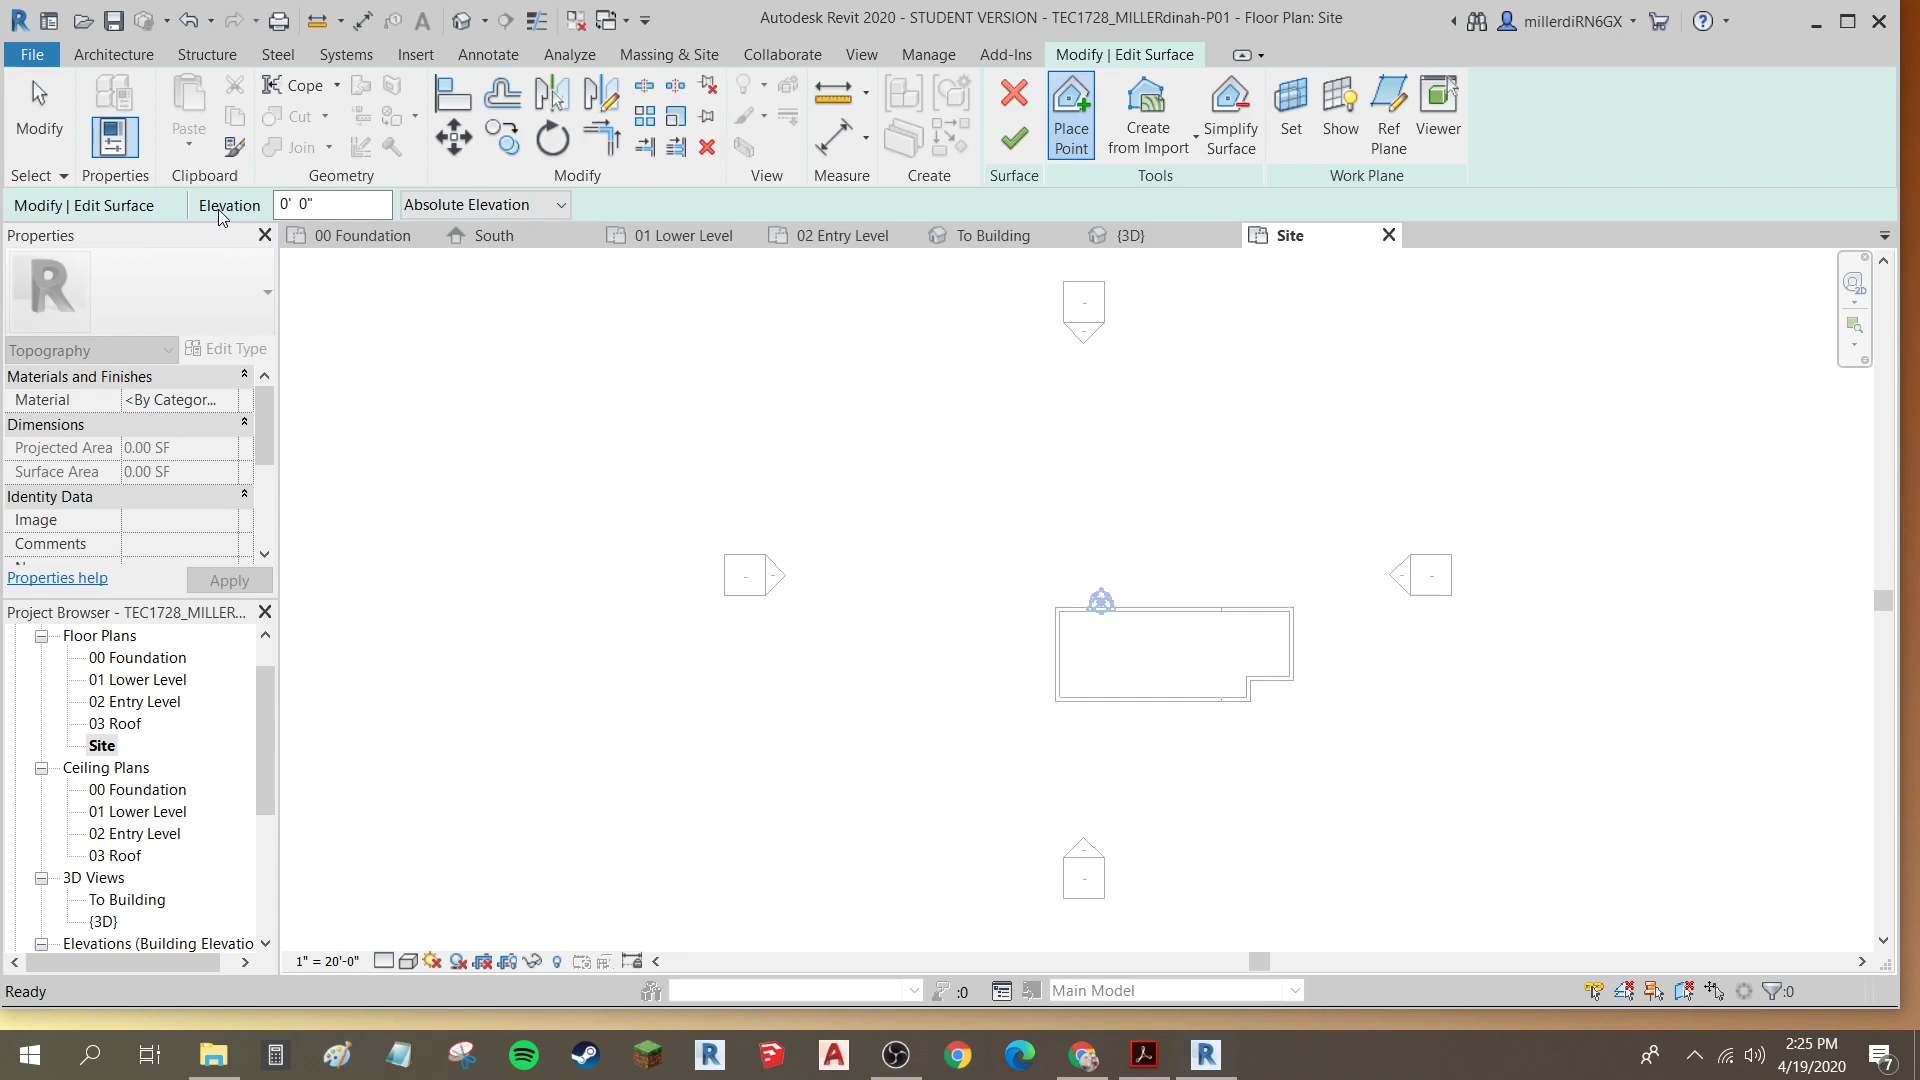 Autodesk Revit 2020 - STUDENT VERSION - TEC1728_MILLERdinah-P01 - Floor Plan: Site
millerdiRN6GX
File Architecture Structure Steel Systems Insert Annotate Analyze Massing & Site Collaborate View Manage Add-Ins Modify | Edit Surface
Modify
Paste
Cope
Cut
Join
Place Point
Create from Import
Simplify Surface
Set
Show
Ref Plane
Viewer
Select Properties Clipboard Geometry Modify View Measure Create Surface Tools Work Plane
Modify | Edit Surface Elevation 0' 0" Absolute Elevation
Properties
00 Foundation South 01 Lower Level 02 Entry Level To Building {3D} Site
Topography Edit Type
Materials and Finishes
Material <By Categor...
Dimensions
Projected Area 0.00 SF
Surface Area 0.00 SF
Identity Data
Image
Comments
Properties help Apply
Project Browser - TEC1728_MILLER...
Floor Plans
00 Foundation
01 Lower Level
02 Entry Level
03 Roof
Site
Ceiling Plans
00 Foundation
01 Lower Level
02 Entry Level
03 Roof
3D Views
To Building
{3D}
Elevations (Building Elevatio
1" = 20'-0"
Ready :0 Main Model :0
2:25 PM
4/19/2020
7